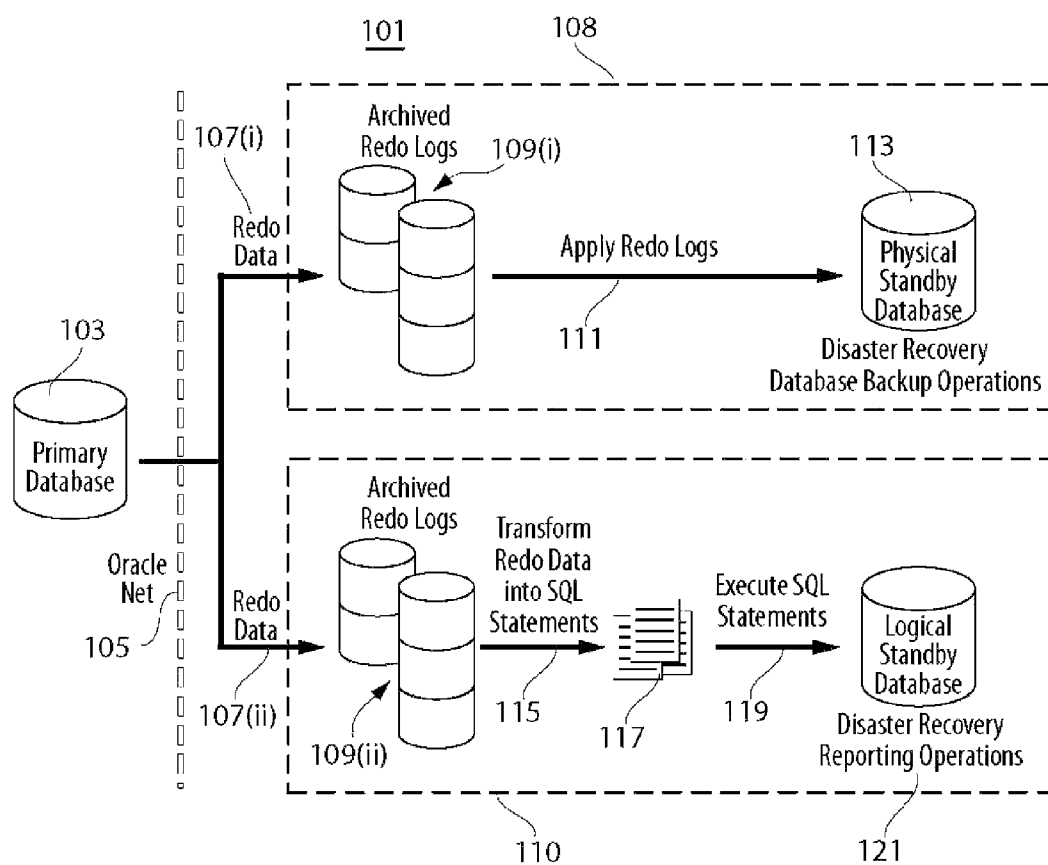 101
108
107(i)
Archived
Redo Logs
109(i)
113
Redo
Data
Apply Redo Logs
111
Physical
Standby
Database
Disaster Recovery
Database Backup Operations
103
Primary
Database
Oracle
Net
105
Archived
Redo Logs
Redo
Data
107(ii)
109(ii)
Transform
Redo Data
into SQL
Statements
115
117
Execute SQL
Statements
119
Logical
Standby
Database
Disaster Recovery
Reporting Operations
110
121